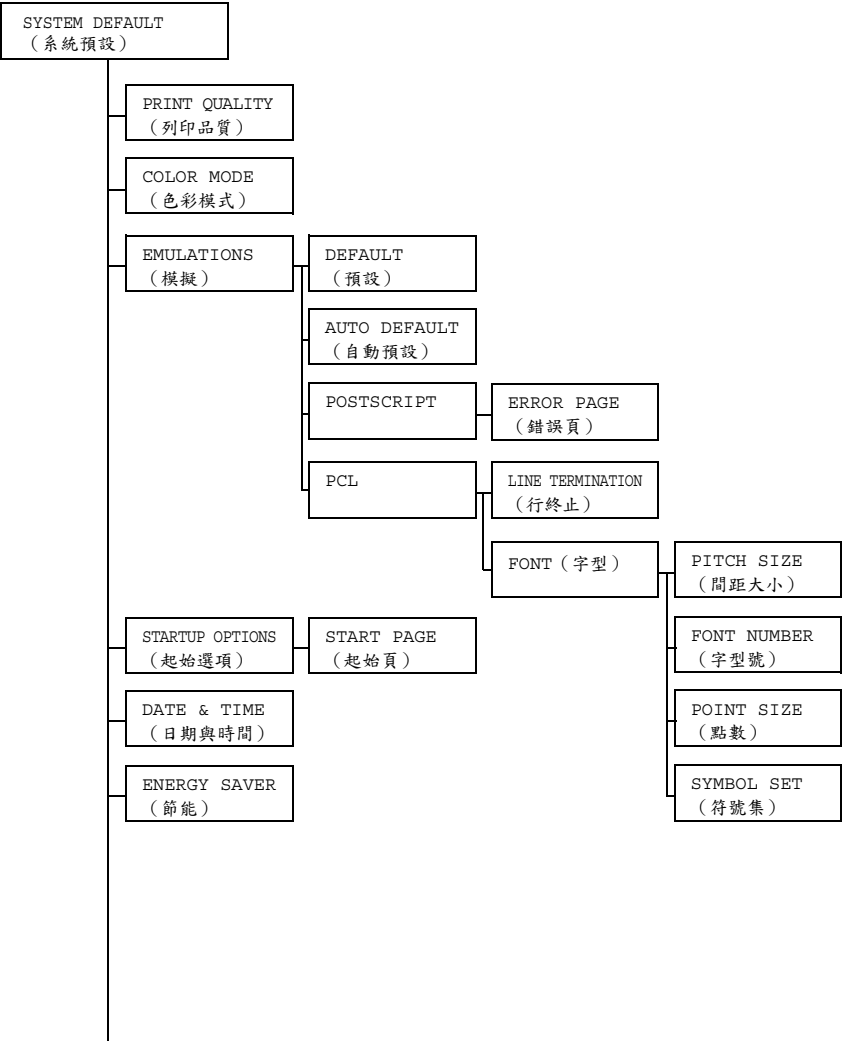 SYSTEM DEFAULT
（系統預設）
PRINT QUALITY
（列印品質）
COLOR MODE
（色彩模式）
EMULATIONS
（模擬）
DEFAULT
（預設）
AUTO DEFAULT
（自動預設）
POSTSCRIPT
ERROR PAGE
（錯誤頁）
PCL
LINE TERMINATION
（行終止）
FONT（字型）
PITCH SIZE
（間距大小）
FONT NUMBER
（字型號）
POINT SIZE
（點數）
SYMBOL SET
（符號集）
STARTUP OPTIONS
（起始選項）
START PAGE
（起始頁）
DATE & TIME
（日期與時間）
ENERGY SAVER
（節能）